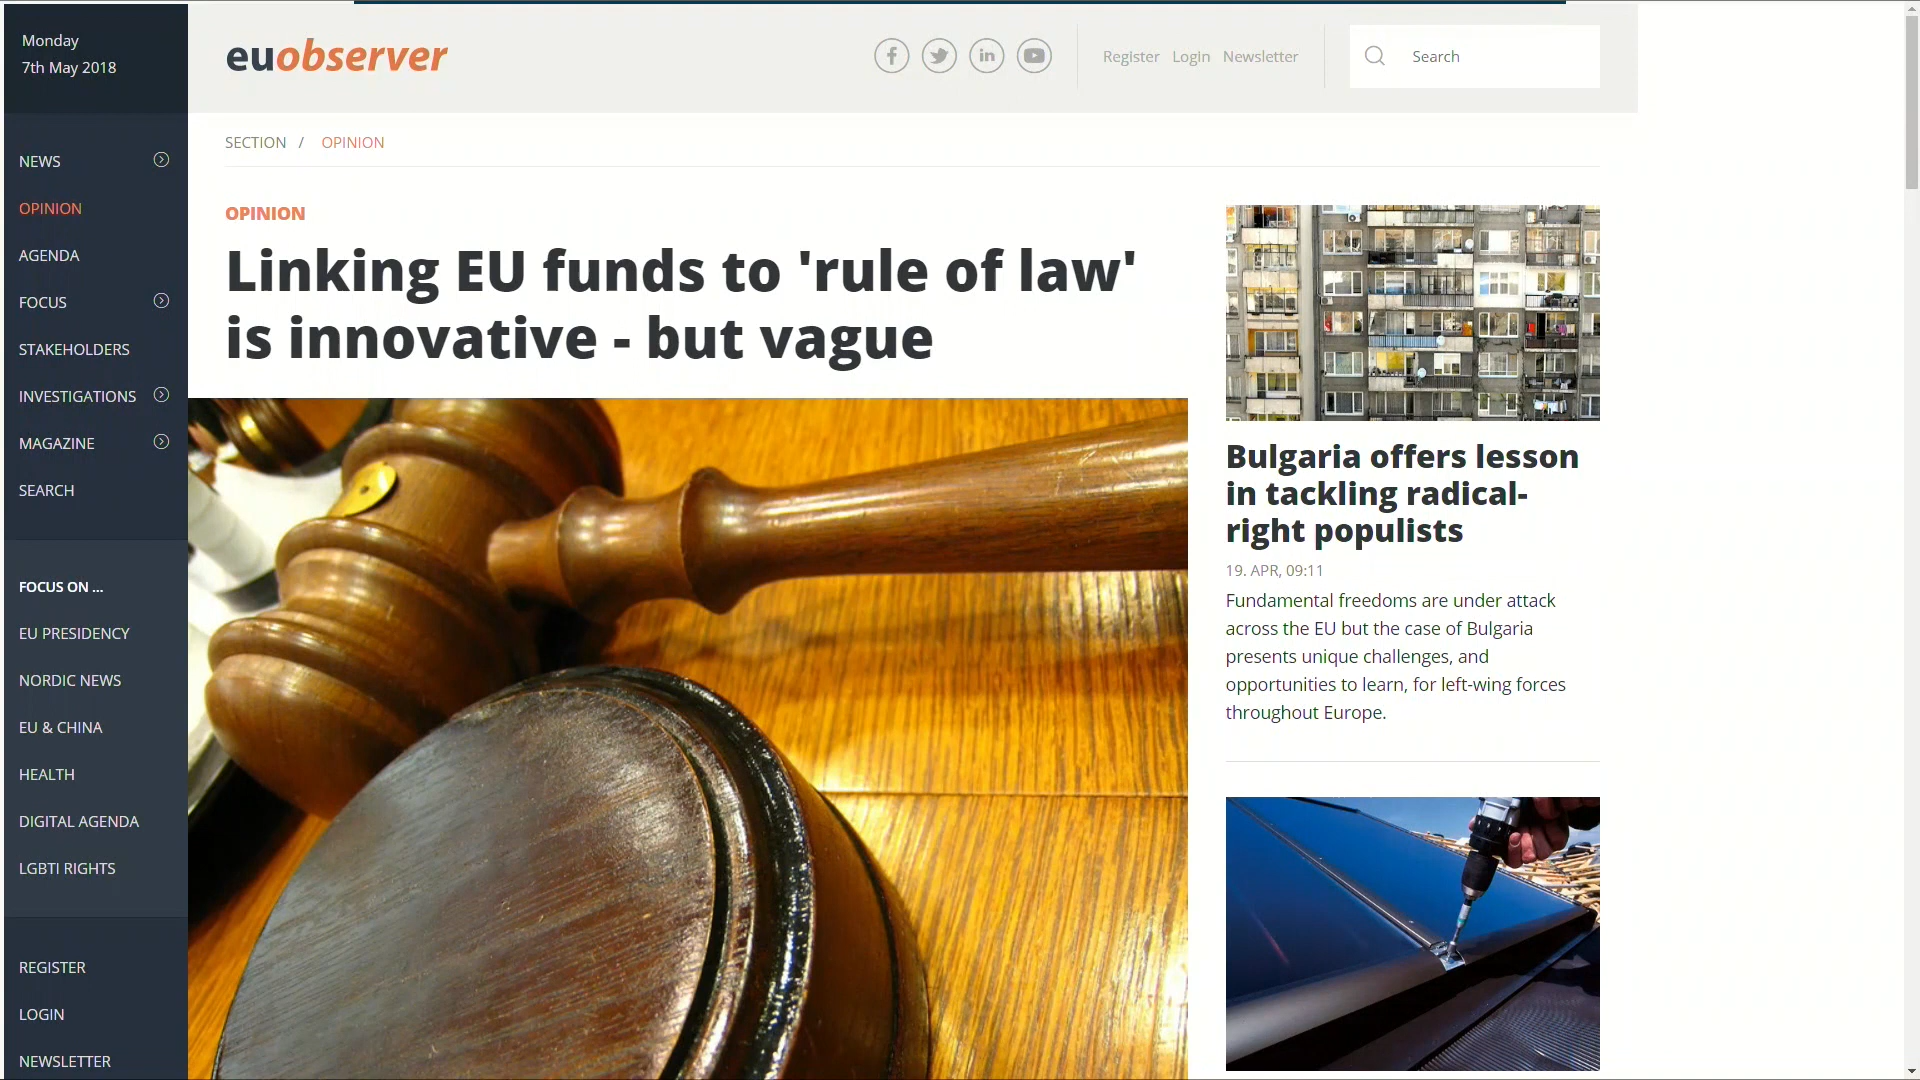 Monday
7th May 2018
NEWS
OPINION
AGENDA
FOCUS
STAKEHOLDERS
INVESTIGATIONS
MAGAZINE
SEARCH
FOCUS ON ...
EU PRESIDENCY
NORDIC NEWS
EU & CHINA
HEALTH
DIGITAL AGENDA
LGBTI RIGHTS
REGISTER
LOGIN
NEWSLETTER
euobserver
Register Login Newsletter
Search
SECTION / OPINION
OPINION
Linking EU funds to 'rule of law'
is innovative - but vague
Bulgaria offers lesson
in tackling radical-
right populists
19. APR, 09:11
Fundamental freedoms are under attack
across the EU but the case of Bulgaria
presents unique challenges, and
opportunities to learn, for left-wing forces
throughout Europe.